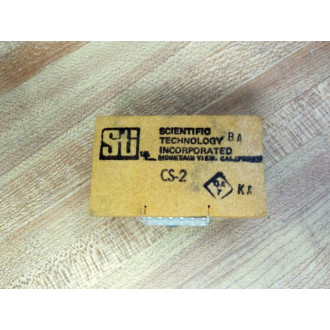 Sti
SCIENTIFIC
TECHNOLOGY BA
INCORPORATED
MOUNTAIN VIEW, CALIFORNIA
CS-2
KA